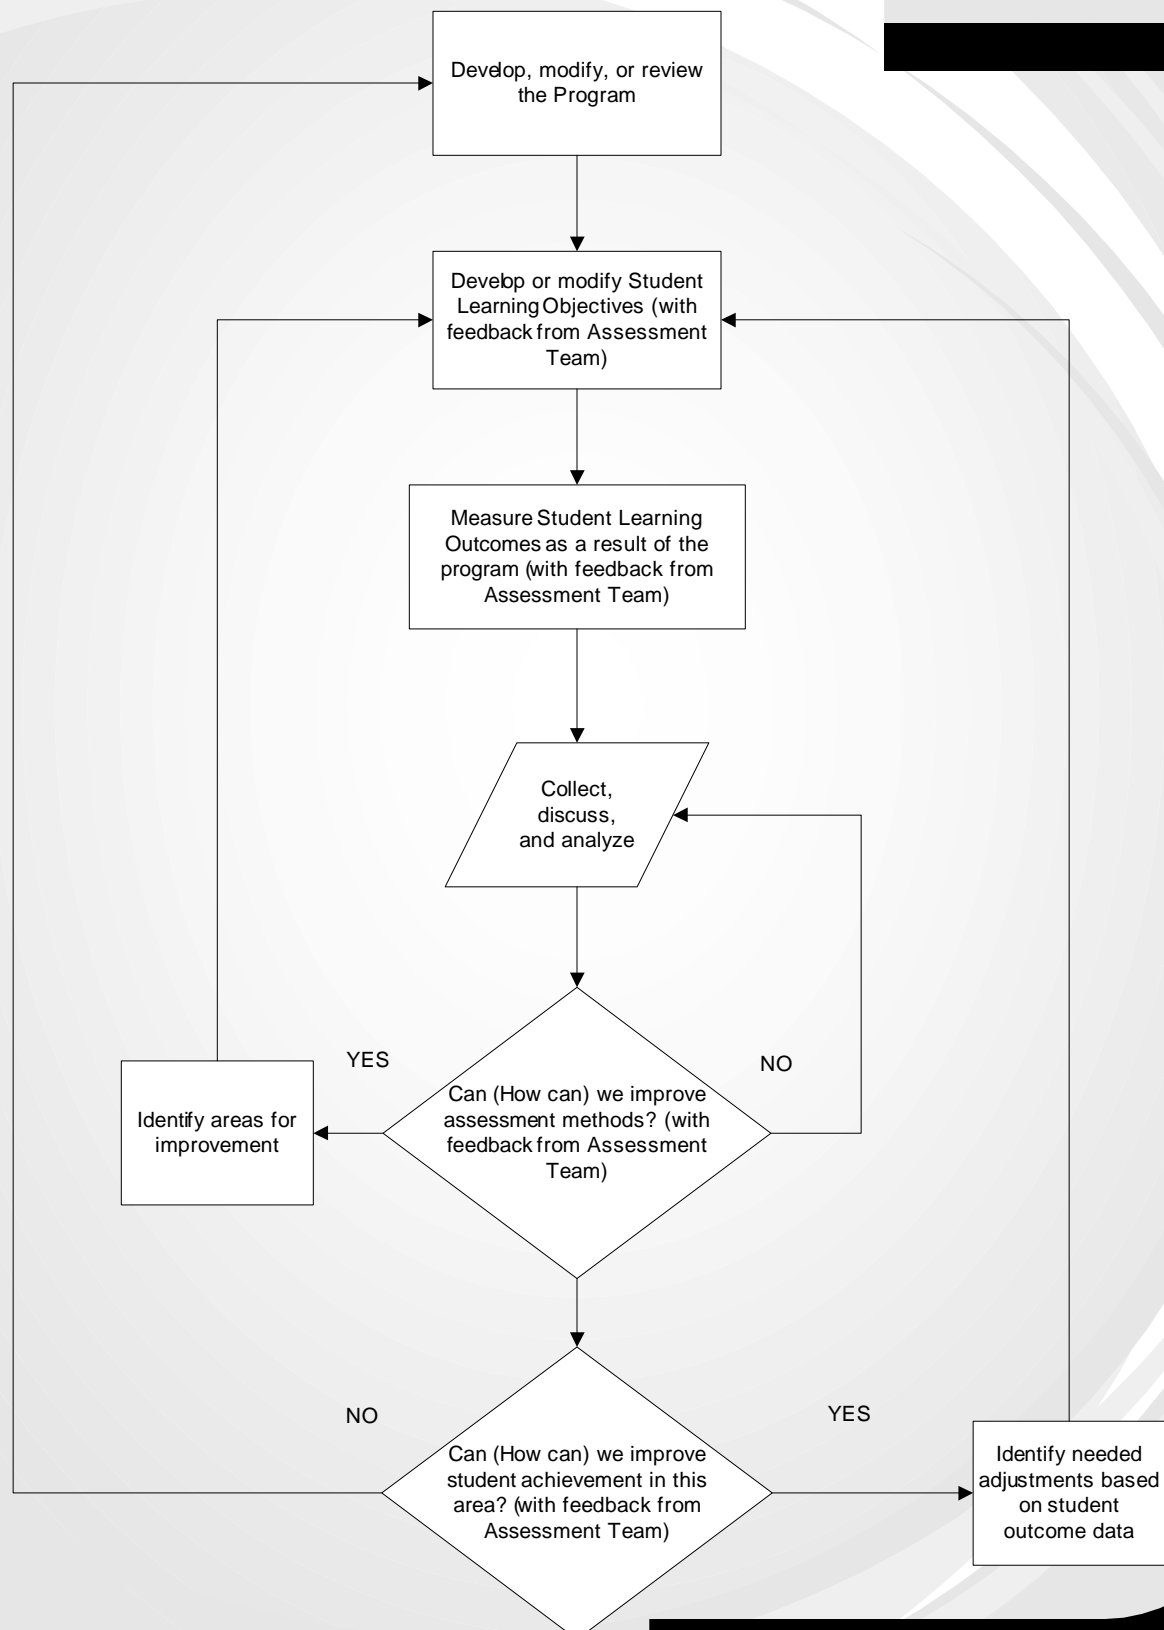 Develop, modify, or review
the Program
Develop or modify Student
Learning Objectives (with
feedback from Assessment
Team)
Measure Student Learning
Outcomes as a result of the
program (with feedback from
Assessment Team)
Collect,
discuss,
and analyze
YES
NO
Can (How can) we improve
assessment methods? (with
feedback from Assessment
Team)
Identify areas for
improvement
NO
YES
Can (How can) we improve
student achievement in this
area? (with feedback from
Assessment Team)
Identify needed
adjustments based
on student
outcome data